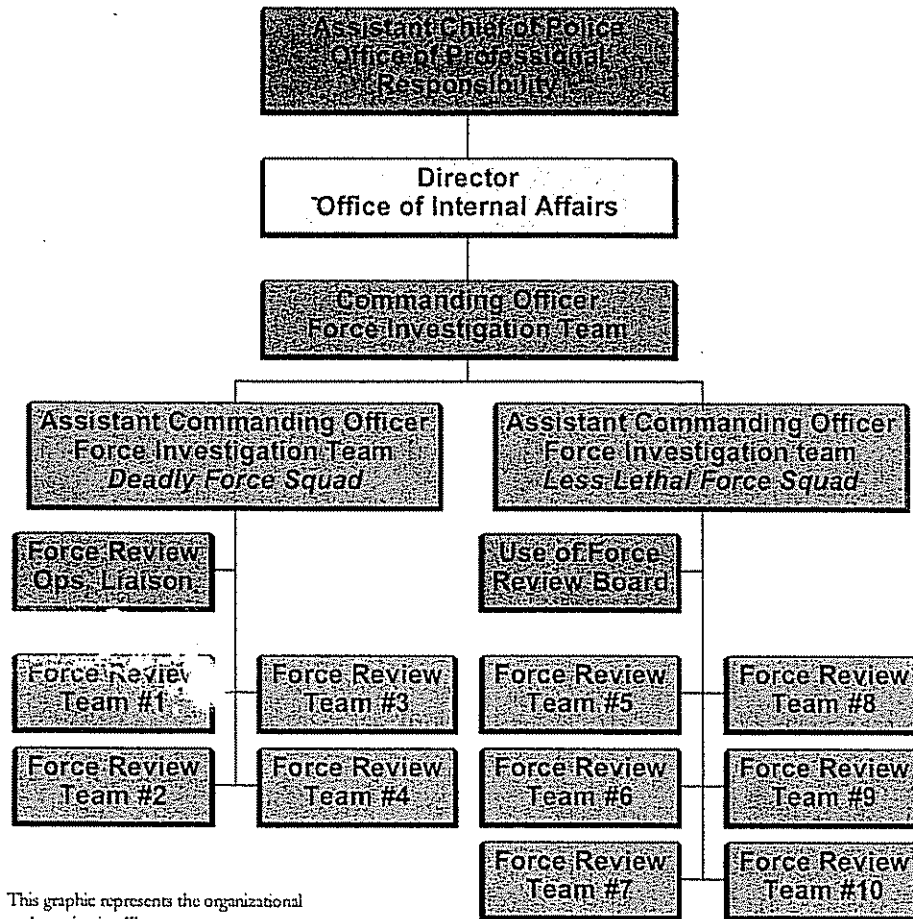 Assistant Chief of Police
Office of Professional
Responsibility
Director
Office of Internal Affairs
Commanding Officer
Force Investigation Team
Assistant Commanding Officer
Force Investigation Team
Deadly Force Squad
Assistant Commanding Officer
Force Investigation team
Less Lethal Force Squad
Force Review
Ops, Liaison
Use of Force
Review Board
Force Review
Team #1
Force Review
Team #3
Force Review
Team #5
Force Review
Team #8
Force Review
Team #2
Force Review
Team #4
Force Review
Team #6
Force Review
Team #9
Force Review
Team #7
Force Review
Team #10
This graphic represents the organizational